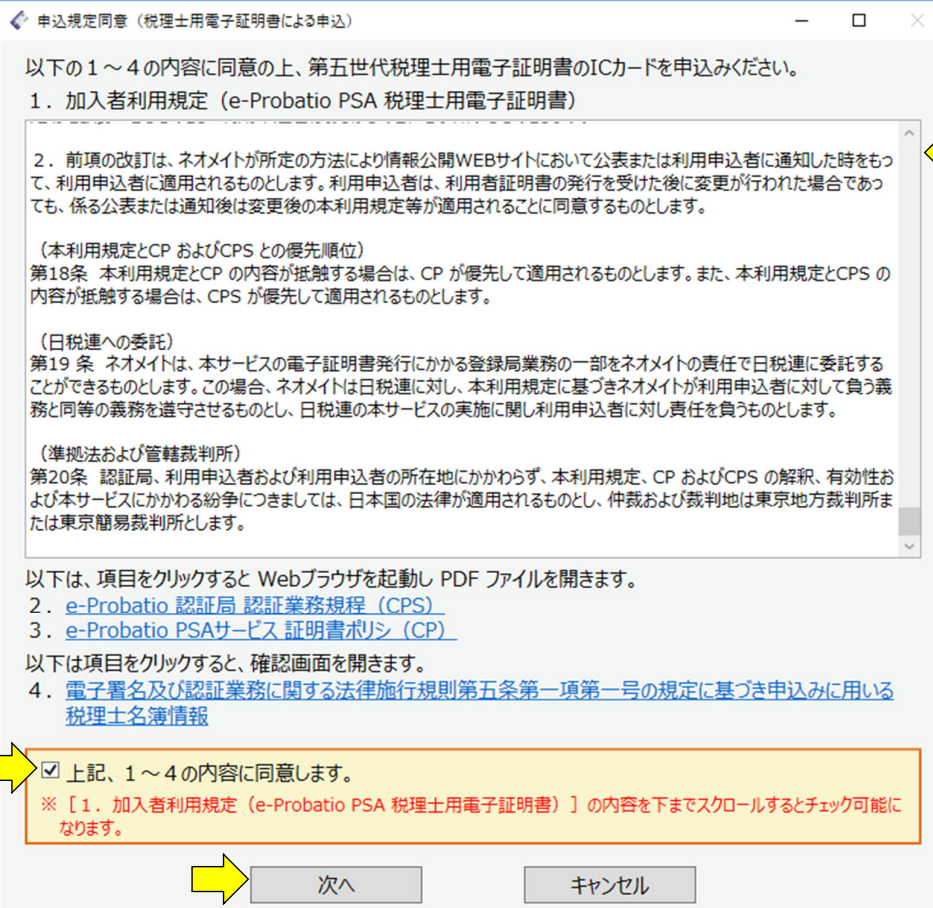 申込規定同意（税理士用電子証明書による申込）
以下の１～４の内容に同意の上、第五世代税理士用電子証明書のICカードを申込みください。
１．加入者利用規定（e-Probatio PSA 税理士用電子証明書）
２．前項の改訂は、ネオメイトが所定の方法により情報公開WEBサイトにおいて公表または利用申込者に通知した時をもっ
て、利用申込者に適用されるものとします。利用申込者は、利用者証明書の発行を受けた後に変更が行われた場合であっ
ても、係る公表または通知後は変更後の本利用規定等が適用されることに同意するものとします。
（本利用規定とCP およびCPS との優先順位）
第18条 本利用規定とCP の内容が抵触する場合は、CP が優先して適用されるものとします。また、本利用規定とCPS の
内容が抵触する場合は、CPS が優先して適用されるものとします。
（日税連への委託）
第19 条 ネオメイトは、本サービスの電子証明書発行にかかる登録局業務の一部をネオメイトの責任で日税連に委託する
ことができるものとします。この場合、ネオメイトは日税連に対し、本利用規定に基づきネオメイトが利用申込者に対して負う義
務と同等の義務を遵守させるものとし、日税連の本サービスの実施に関し利用申込者に対し責任を負うものとします。
（準拠法および管轄裁判所）
第20条 認証局、利用申込者および利用申込者の所在地にかかわらず、本利用規定、CP およびCPS の解釈、有効性お
よび本サービスにかかわる紛争につきましては、日本国の法律が適用されるものとし、仲裁および裁判地は東京地方裁判所ま
たは東京簡易裁判所とします。
以下は、項目をクリックすると Webブラウザを起動し PDF ファイルを開きます。
２．e-Probatio 認証局 認証業務規程（CPS）
３．e-Probatio PSAサービス 証明書ポリシ（CP）
以下は項目をクリックすると、確認画面を開きます。
４．電子署名及び認証業務に関する法律施行規則第五条第一項第一号の規定に基づき申込みに用いる
税理士名簿情報
上記、１～４の内容に同意します。
※［１．加入者利用規定（e-Probatio PSA 税理士用電子証明書）］の内容を下までスクロールするとチェック可能に
なります。
次へ
キャンセル